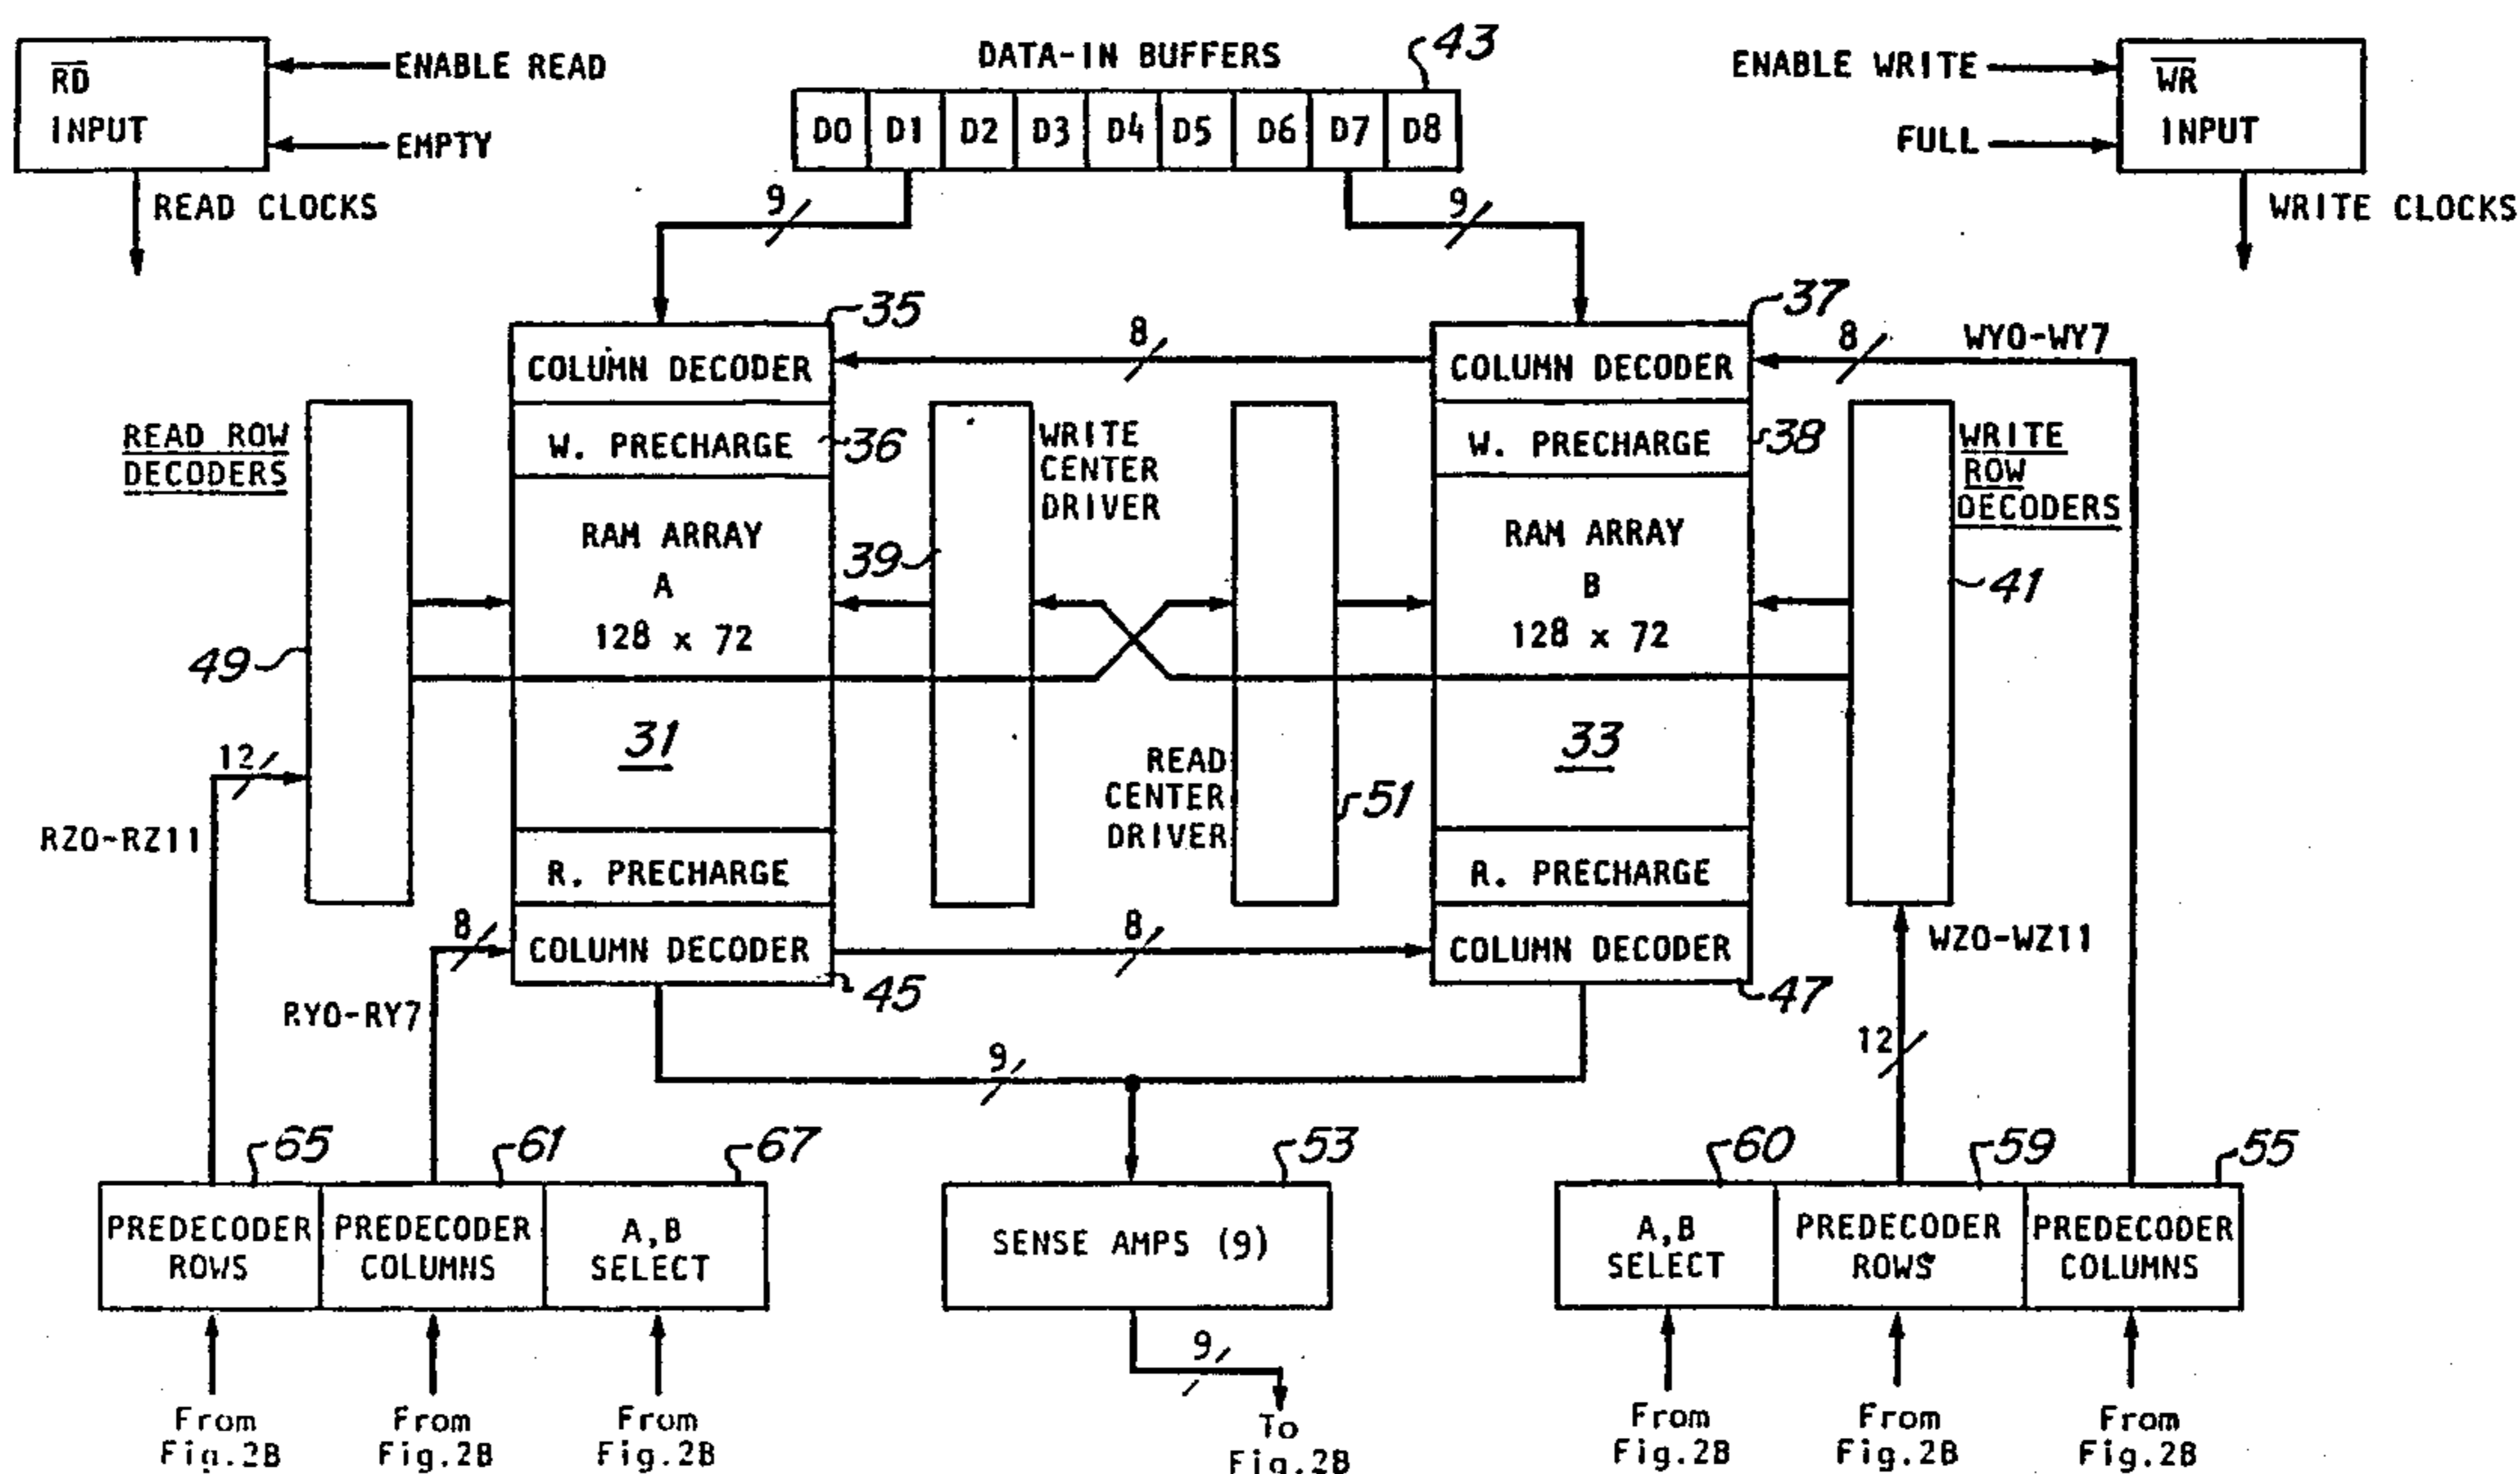 RD
INPUT
ENABLE READ
EMPTY
READ CLOCKS
DATA-IN BUFFERS
43
D0 D1 D2 D3 D4 D5 D6 D7 D8
9
9
ENABLE WRITE
FULL
WR
INPUT
WRITE CLOCKS
35
COLUMN DECODER
8
37
COLUMN DECODER
8
WY0-WY7
READ ROW
DECODERS
49
W. PRECHARGE
36
RAM ARRAY
A
128 x 72
31
R. PRECHARGE
COLUMN DECODER
45
WRITE
CENTER
DRIVER
39
READ
CENTER
DRIVER
51
W. PRECHARGE
38
RAM ARRAY
B
128 x 72
33
R. PRECHARGE
COLUMN DECODER
47
WRITE
ROW
DECODERS
41
12
RZ0-RZ11
8
RY0-RY7
8
WZ0-WZ11
12
9
65
PREDECODER
ROWS
61
PREDECODER
COLUMNS
67
A,B
SELECT
53
SENSE AMPS (9)
60
A,B
SELECT
59
PREDECODER
ROWS
55
PREDECODER
COLUMNS
From
Fig.2B
From
Fig.2B
From
Fig.2B
9
To
Fig.2B
From
Fig.2B
From
Fig.2B
From
Fig.2B